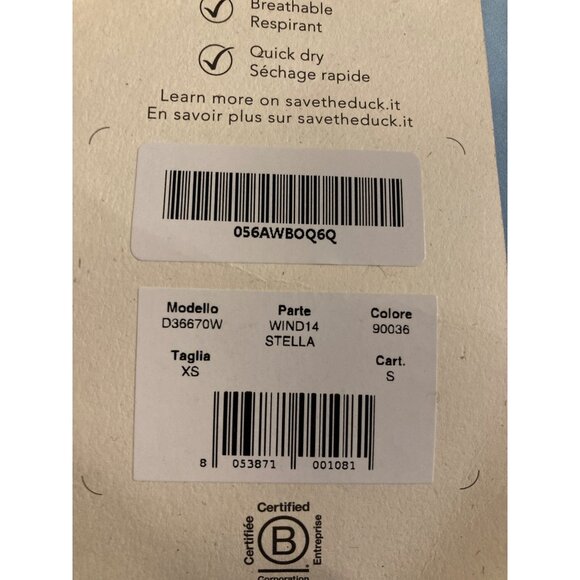 Breathable
Respirant
Quick dry
Séchage rapide
Learn more on savetheduck.it
En savoir plus sur savetheduck.it
056AWBOQ6Q
Modello Parte Colore
D36670W WIND14 90036
STELLA
Taglia Cart.
XS S
8 053871 001081
Certified
Certifiée B Entreprise
Corporation